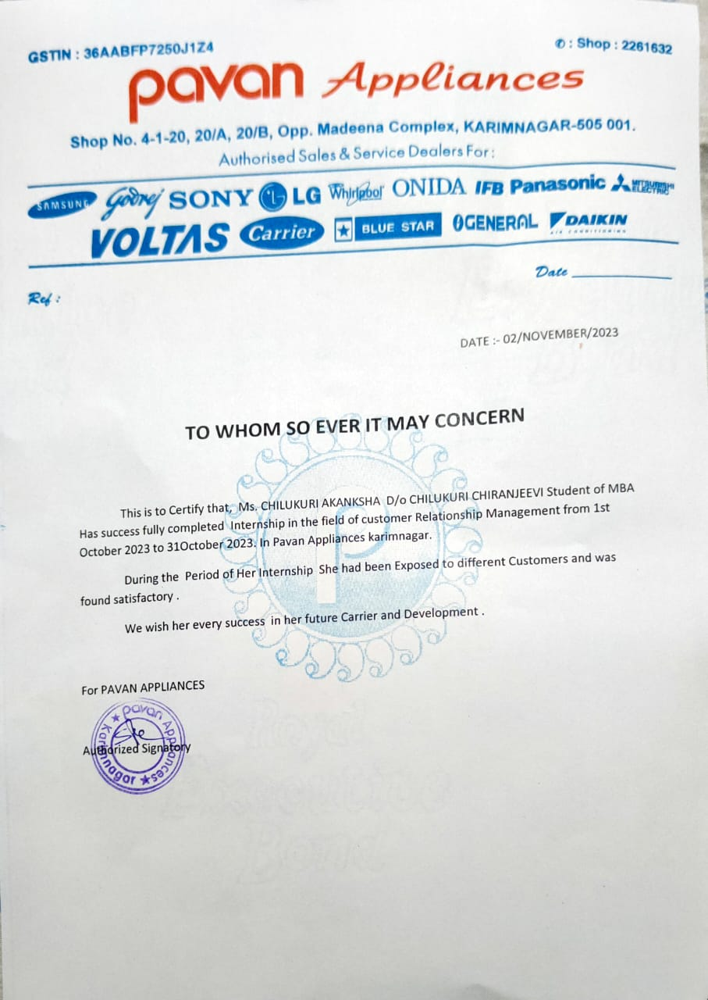 GSTIN : 36AABFP7250J1Z4
✆ : Shop : 2261632
pavan Appliances
Shop No. 4-1-20, 20/A, 20/B, Opp. Madeena Complex, KARIMNAGAR-505 001.
Authorised Sales & Service Dealers For :
SAMSUNG Godrej SONY LG Whirlpool ONIDA IFB Panasonic MITSUBISHI ELECTRIC
VOLTAS Carrier BLUE STAR OGENERAL DAIKIN AIR CONDITIONING
Date
Ref :
DATE :- 02/NOVEMBER/2023
TO WHOM SO EVER IT MAY CONCERN
This is to Certify that, Ms. CHILUKURI AKANKSHA D/o CHILUKURI CHIRANJEEVI Student of MBA
Has success fully completed Internship in the field of customer Relationship Management from 1st
October 2023 to 31October 2023. In Pavan Appliances karimnagar.
During the Period of Her Internship She had been Exposed to different Customers and was
found satisfactory .
We wish her every success in her future Carrier and Development .
For PAVAN APPLIANCES
pavan Appliances
Karimnagar
Authorized Signatory